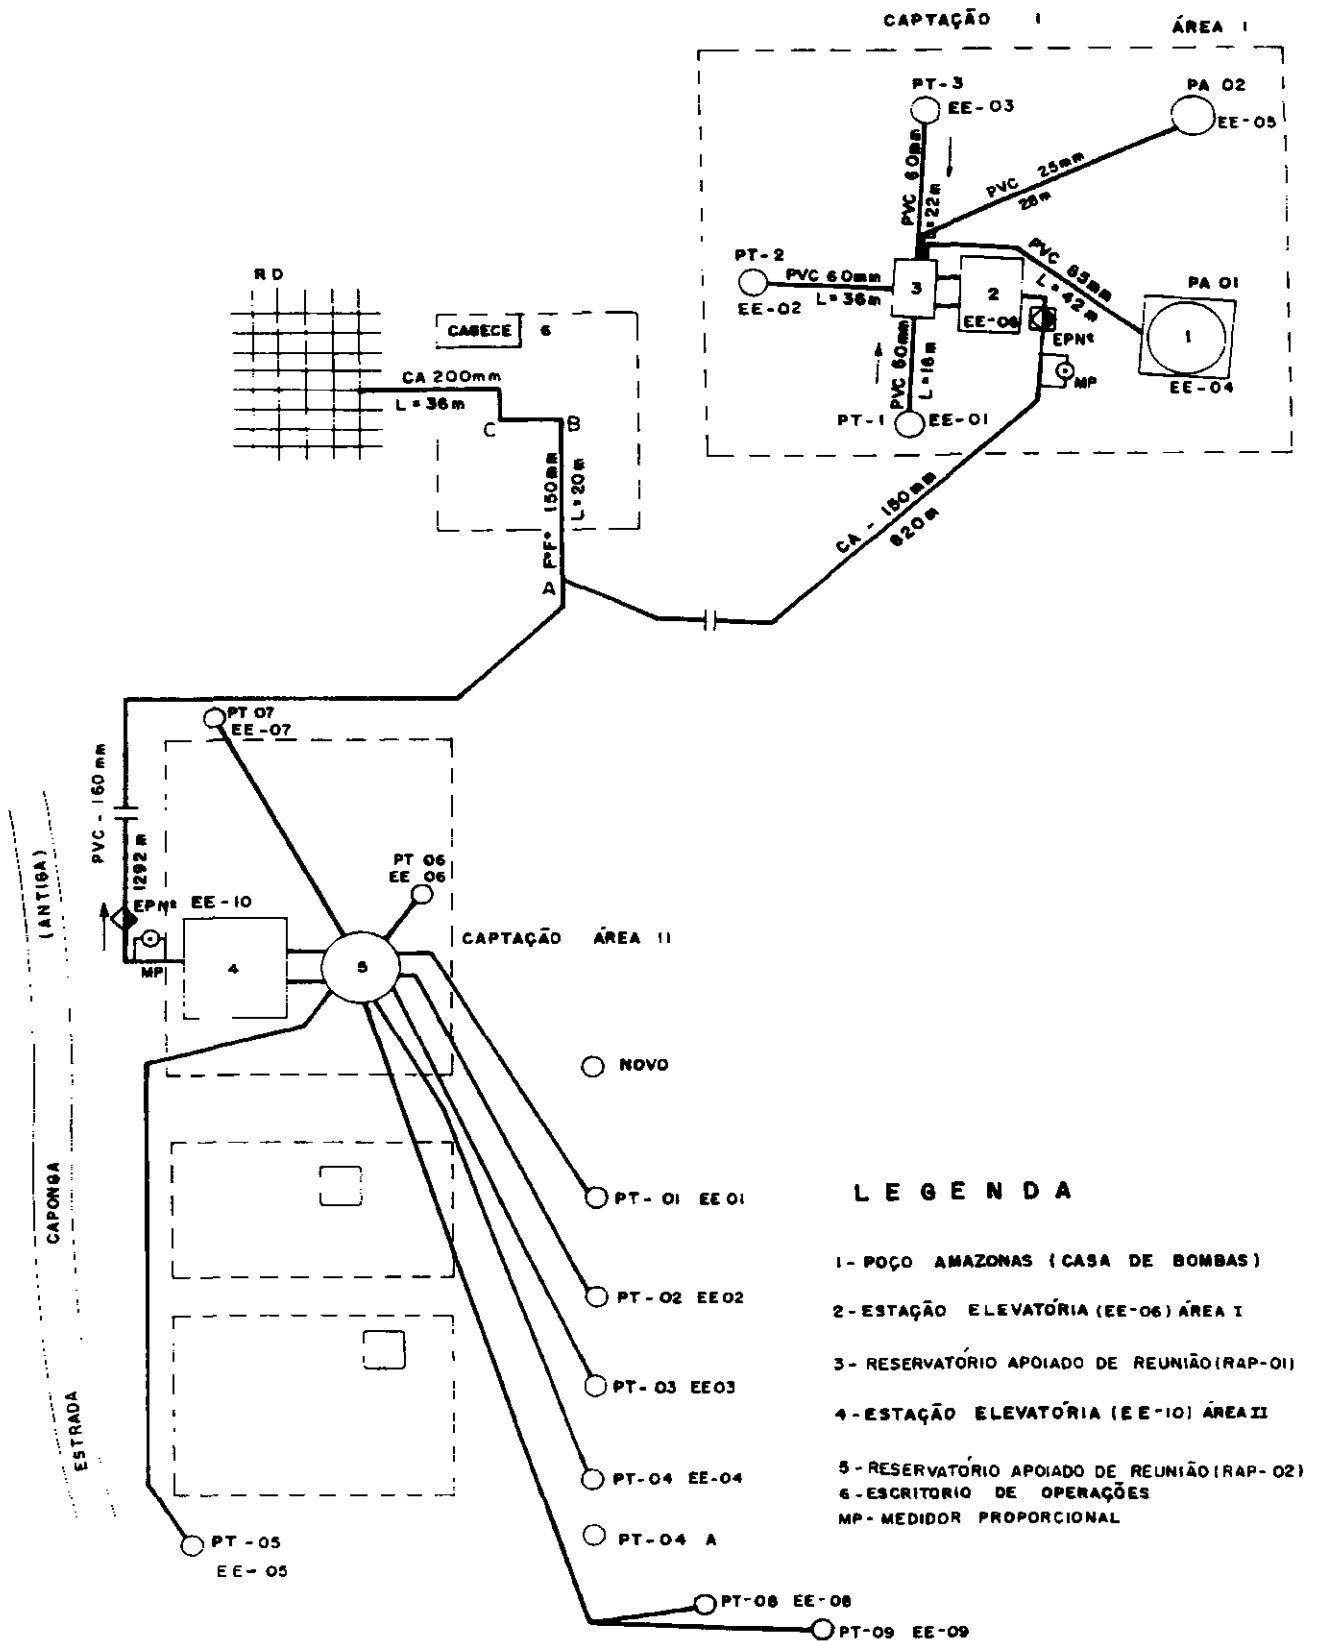 CAPTAÇÃO I ÁREA I
PT-3
EE-03
PA 02
EE-05
PVC 60mm
L=22m
PVC 25mm
28m
PT-2
EE-02
PVC 60mm
L=36m
3
2
EE-06
PVC 85mm
L=42m
PA 01
1
EE-04
EPNº
MP
PVC 60mm
L=16m
PT-1
EE-01
RD
CAGECE 6
CA 200mm
L=36m
C
B
FºFº 150mm
L=20m
A
CA - 150mm
820m
PT 07
EE-07
PVC - 160mm
1292m
PT 06
EE 06
EPNº EE-10
MP
4
5
CAPTAÇÃO ÁREA II
NOVO
PT-01 EE01
PT-02 EE02
PT-03 EE03
PT-04 EE-04
PT-04 A
PT-05
EE-05
PT-08 EE-08
PT-09 EE-09
ESTRADA CAPONGA (ANTIGA)
LEGENDA
1- POÇO AMAZONAS (CASA DE BOMBAS)
2- ESTAÇÃO ELEVATÓRIA (EE-06) ÁREA I
3- RESERVATÓRIO APOIADO DE REUNIÃO (RAP-01)
4- ESTAÇÃO ELEVATÓRIA (EE-10) ÁREA II
5- RESERVATÓRIO APOIADO DE REUNIÃO (RAP-02)
6- ESCRITORIO DE OPERAÇÕES
MP- MEDIDOR PROPORCIONAL